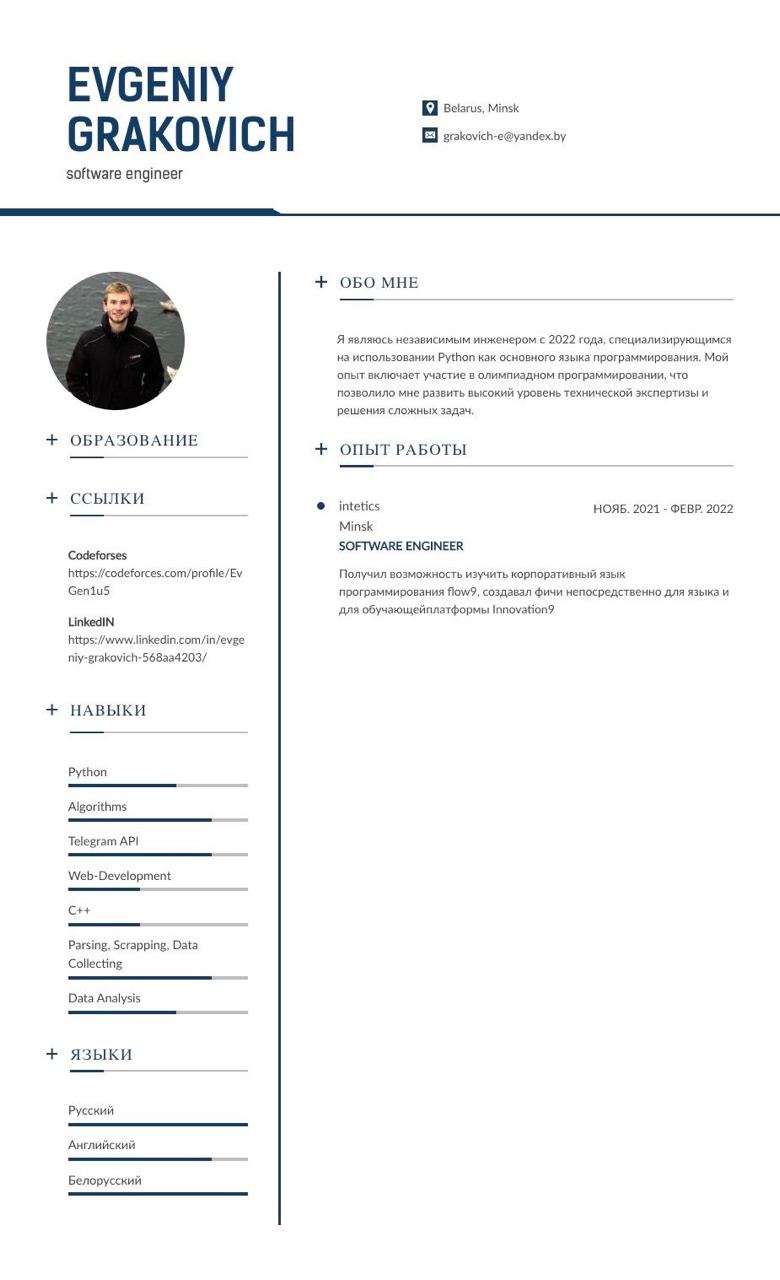 EVGENIY
GRAKOVICH
software engineer
Belarus, Minsk
grakovich-e@yandex.by
ОБРАЗОВАНИЕ
ССЫЛКИ
Codeforses
https://codeforces.com/profile/Ev
Gen1u5
LinkedIN
https://www.linkedin.com/in/evge
niy-grakovich-568aa4203/
НАВЫКИ
Python
Algorithms
Telegram API
Web-Development
C++
Parsing, Scrapping, Data
Collecting
Data Analysis
ЯЗЫКИ
Русский
Английский
Белорусский
ОБО МНЕ
Я являюсь независимым инженером с 2022 года, специализирующимся
на использовании Python как основного языка программирования. Мой
опыт включает участие в олимпиадном программировании, что
позволило мне развить высокий уровень технической экспертизы и
решения сложных задач.
ОПЫТ РАБОТЫ
intetics НОЯБ. 2021 - ФЕВР. 2022
Minsk
SOFTWARE ENGINEER
Получил возможность изучить корпоративный язык
программирования flow9, создавал фичи непосредственно для языка и
для обучающейплатформы Innovation9